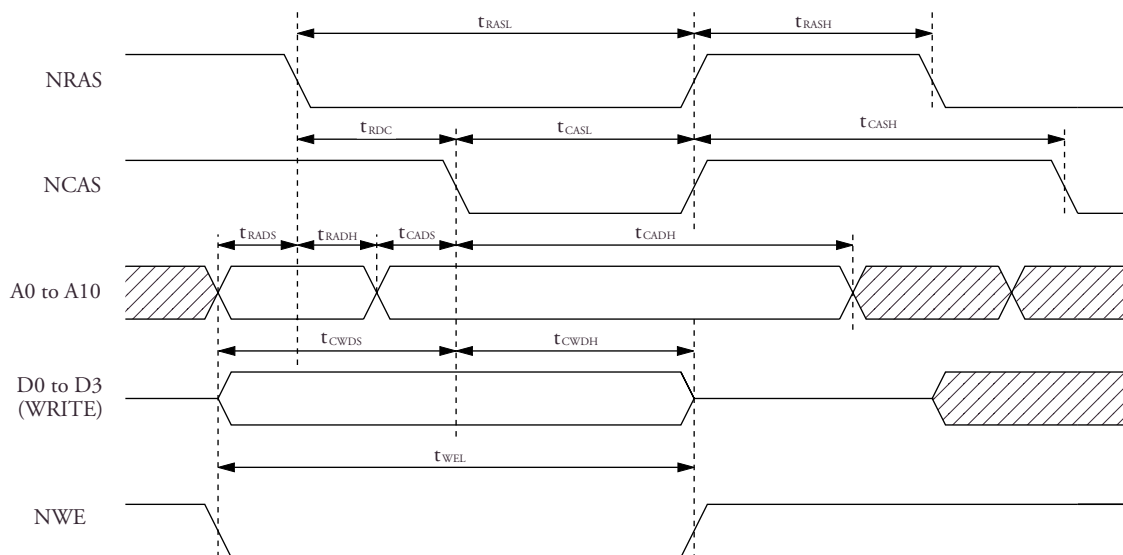 tRASL tRASH
NRAS
tRDC tCASL tCASH
NCAS
tRADS tRADH tCADS tCADH
A0 to A10
tCWDS tCWDH
D0 to D3
(WRITE)
tWEL
NWE